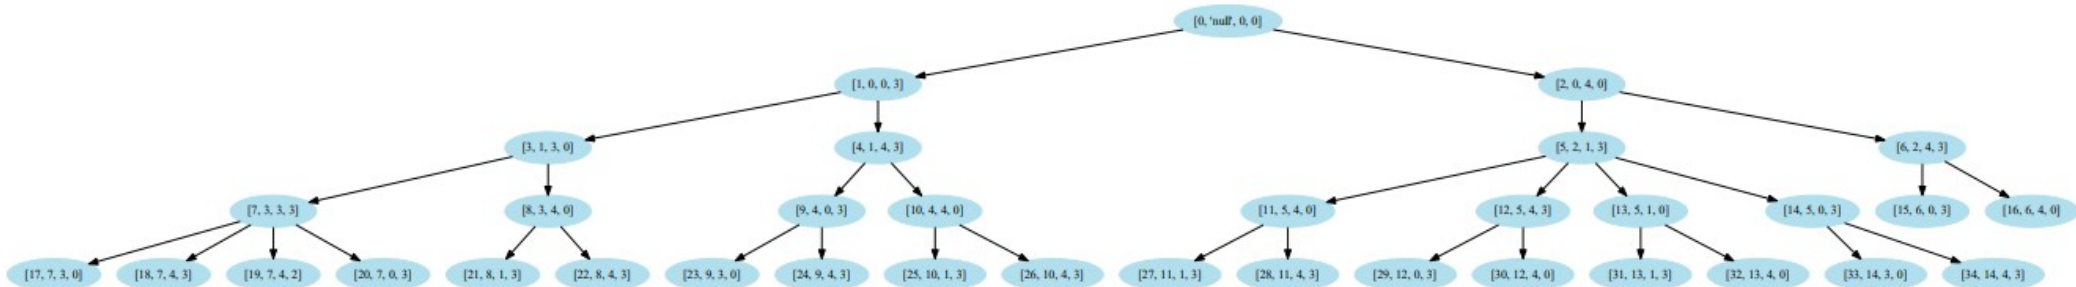 [0, 'null', 0, 0]
[1, 0, 0, 3]
[2, 0, 4, 0]
[3, 1, 3, 0]
[4, 1, 4, 3]
[5, 2, 1, 3]
[6, 2, 4, 3]
[7, 3, 3, 3]
[8, 3, 4, 0]
[9, 4, 0, 3]
[10, 4, 4, 0]
[11, 5, 4, 0]
[12, 5, 4, 3]
[13, 5, 1, 0]
[14, 5, 0, 3]
[15, 6, 0, 3]
[16, 6, 4, 0]
[17, 7, 3, 0]
[18, 7, 4, 3]
[19, 7, 4, 2]
[20, 7, 0, 3]
[21, 8, 1, 3]
[22, 8, 4, 3]
[23, 9, 3, 0]
[24, 9, 4, 3]
[25, 10, 1, 3]
[26, 10, 4, 3]
[27, 11, 1, 3]
[28, 11, 4, 3]
[29, 12, 0, 3]
[30, 12, 4, 0]
[31, 13, 1, 3]
[32, 13, 4, 0]
[33, 14, 3, 0]
[34, 14, 4, 3]